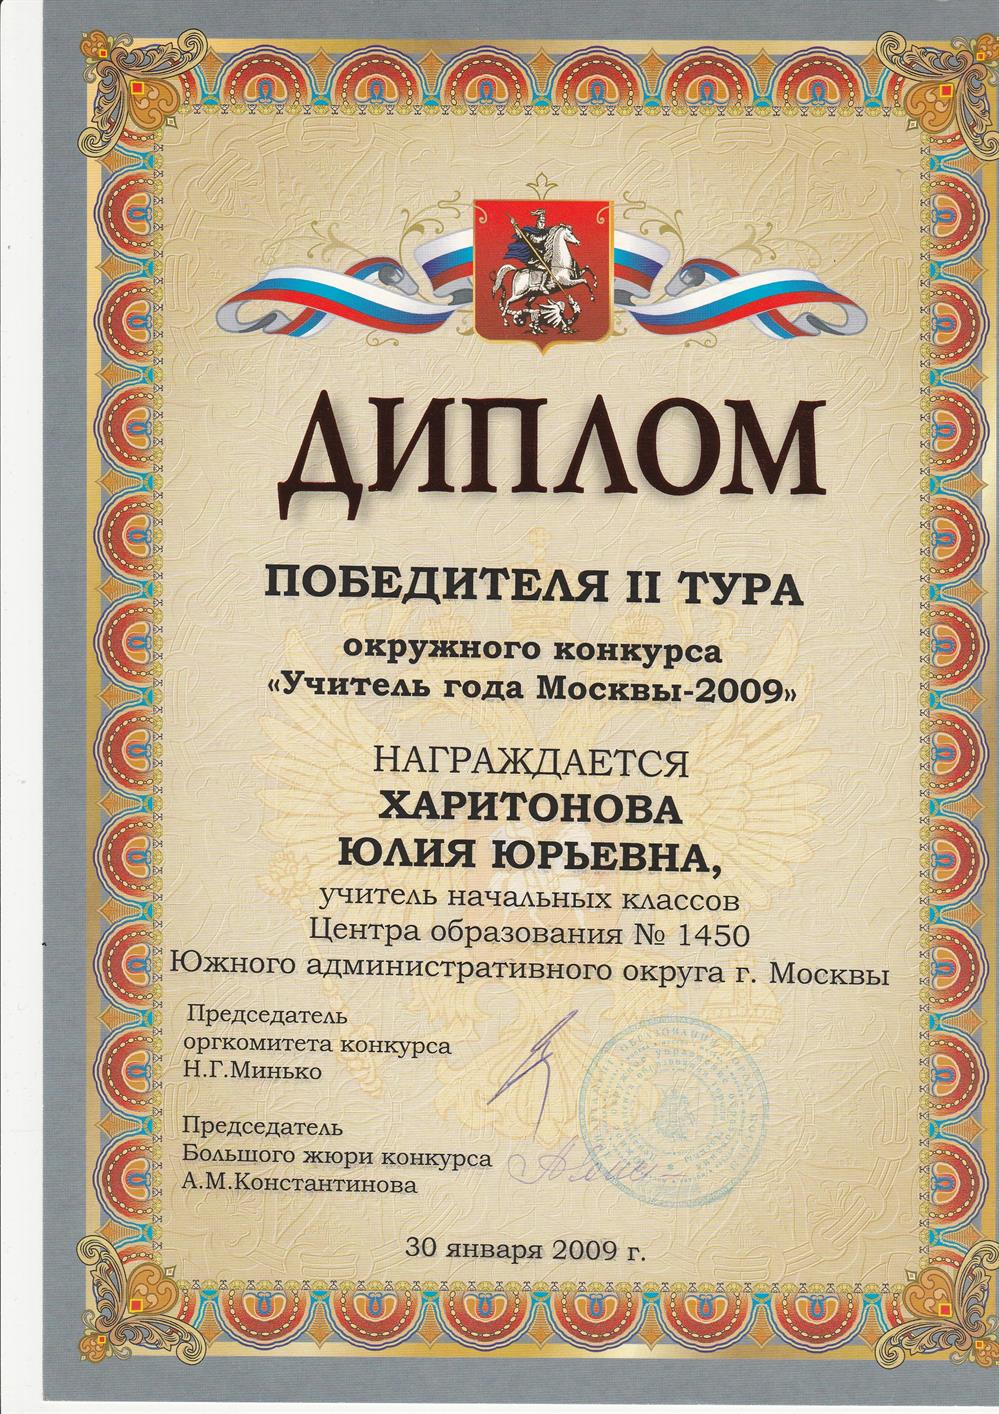 ДИПЛОМ
ПОБЕДИТЕЛЯ II ТУРА
окружного конкурса
«Учитель года Москвы-2009»
НАГРАЖДАЕТСЯ
ХАРИТОНОВА
ЮЛИЯ ЮРЬЕВНА,
учитель начальных классов
Центра образования № 1450
Южного административного округа г. Москвы
Председатель
оргкомитета конкурса
Н.Г.Минько
Председатель
Большого жюри конкурса
А.М.Константинова
30 января 2009 г.